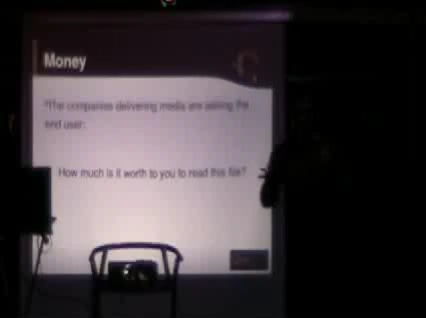 Money
"The companies delivering media are asking the
end user:
How much is it worth to you to read this file?